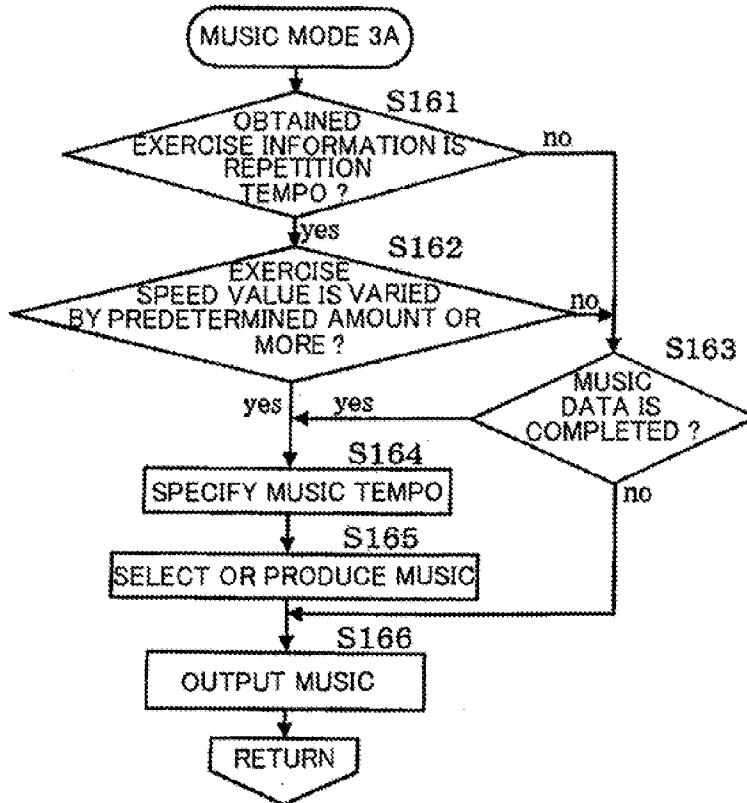 MUSIC MODE 3A
S161
OBTAINED
EXERCISE INFORMATION IS
REPETITION
TEMPO ?
no
yes
S162
EXERCISE
SPEED VALUE IS VARIED
BY PREDETERMINED AMOUNT OR
MORE ?
no
S163
MUSIC
DATA IS
COMPLETED ?
yes
yes
no
S164
SPECIFY MUSIC TEMPO
S165
SELECT OR PRODUCE MUSIC
S166
OUTPUT MUSIC
RETURN